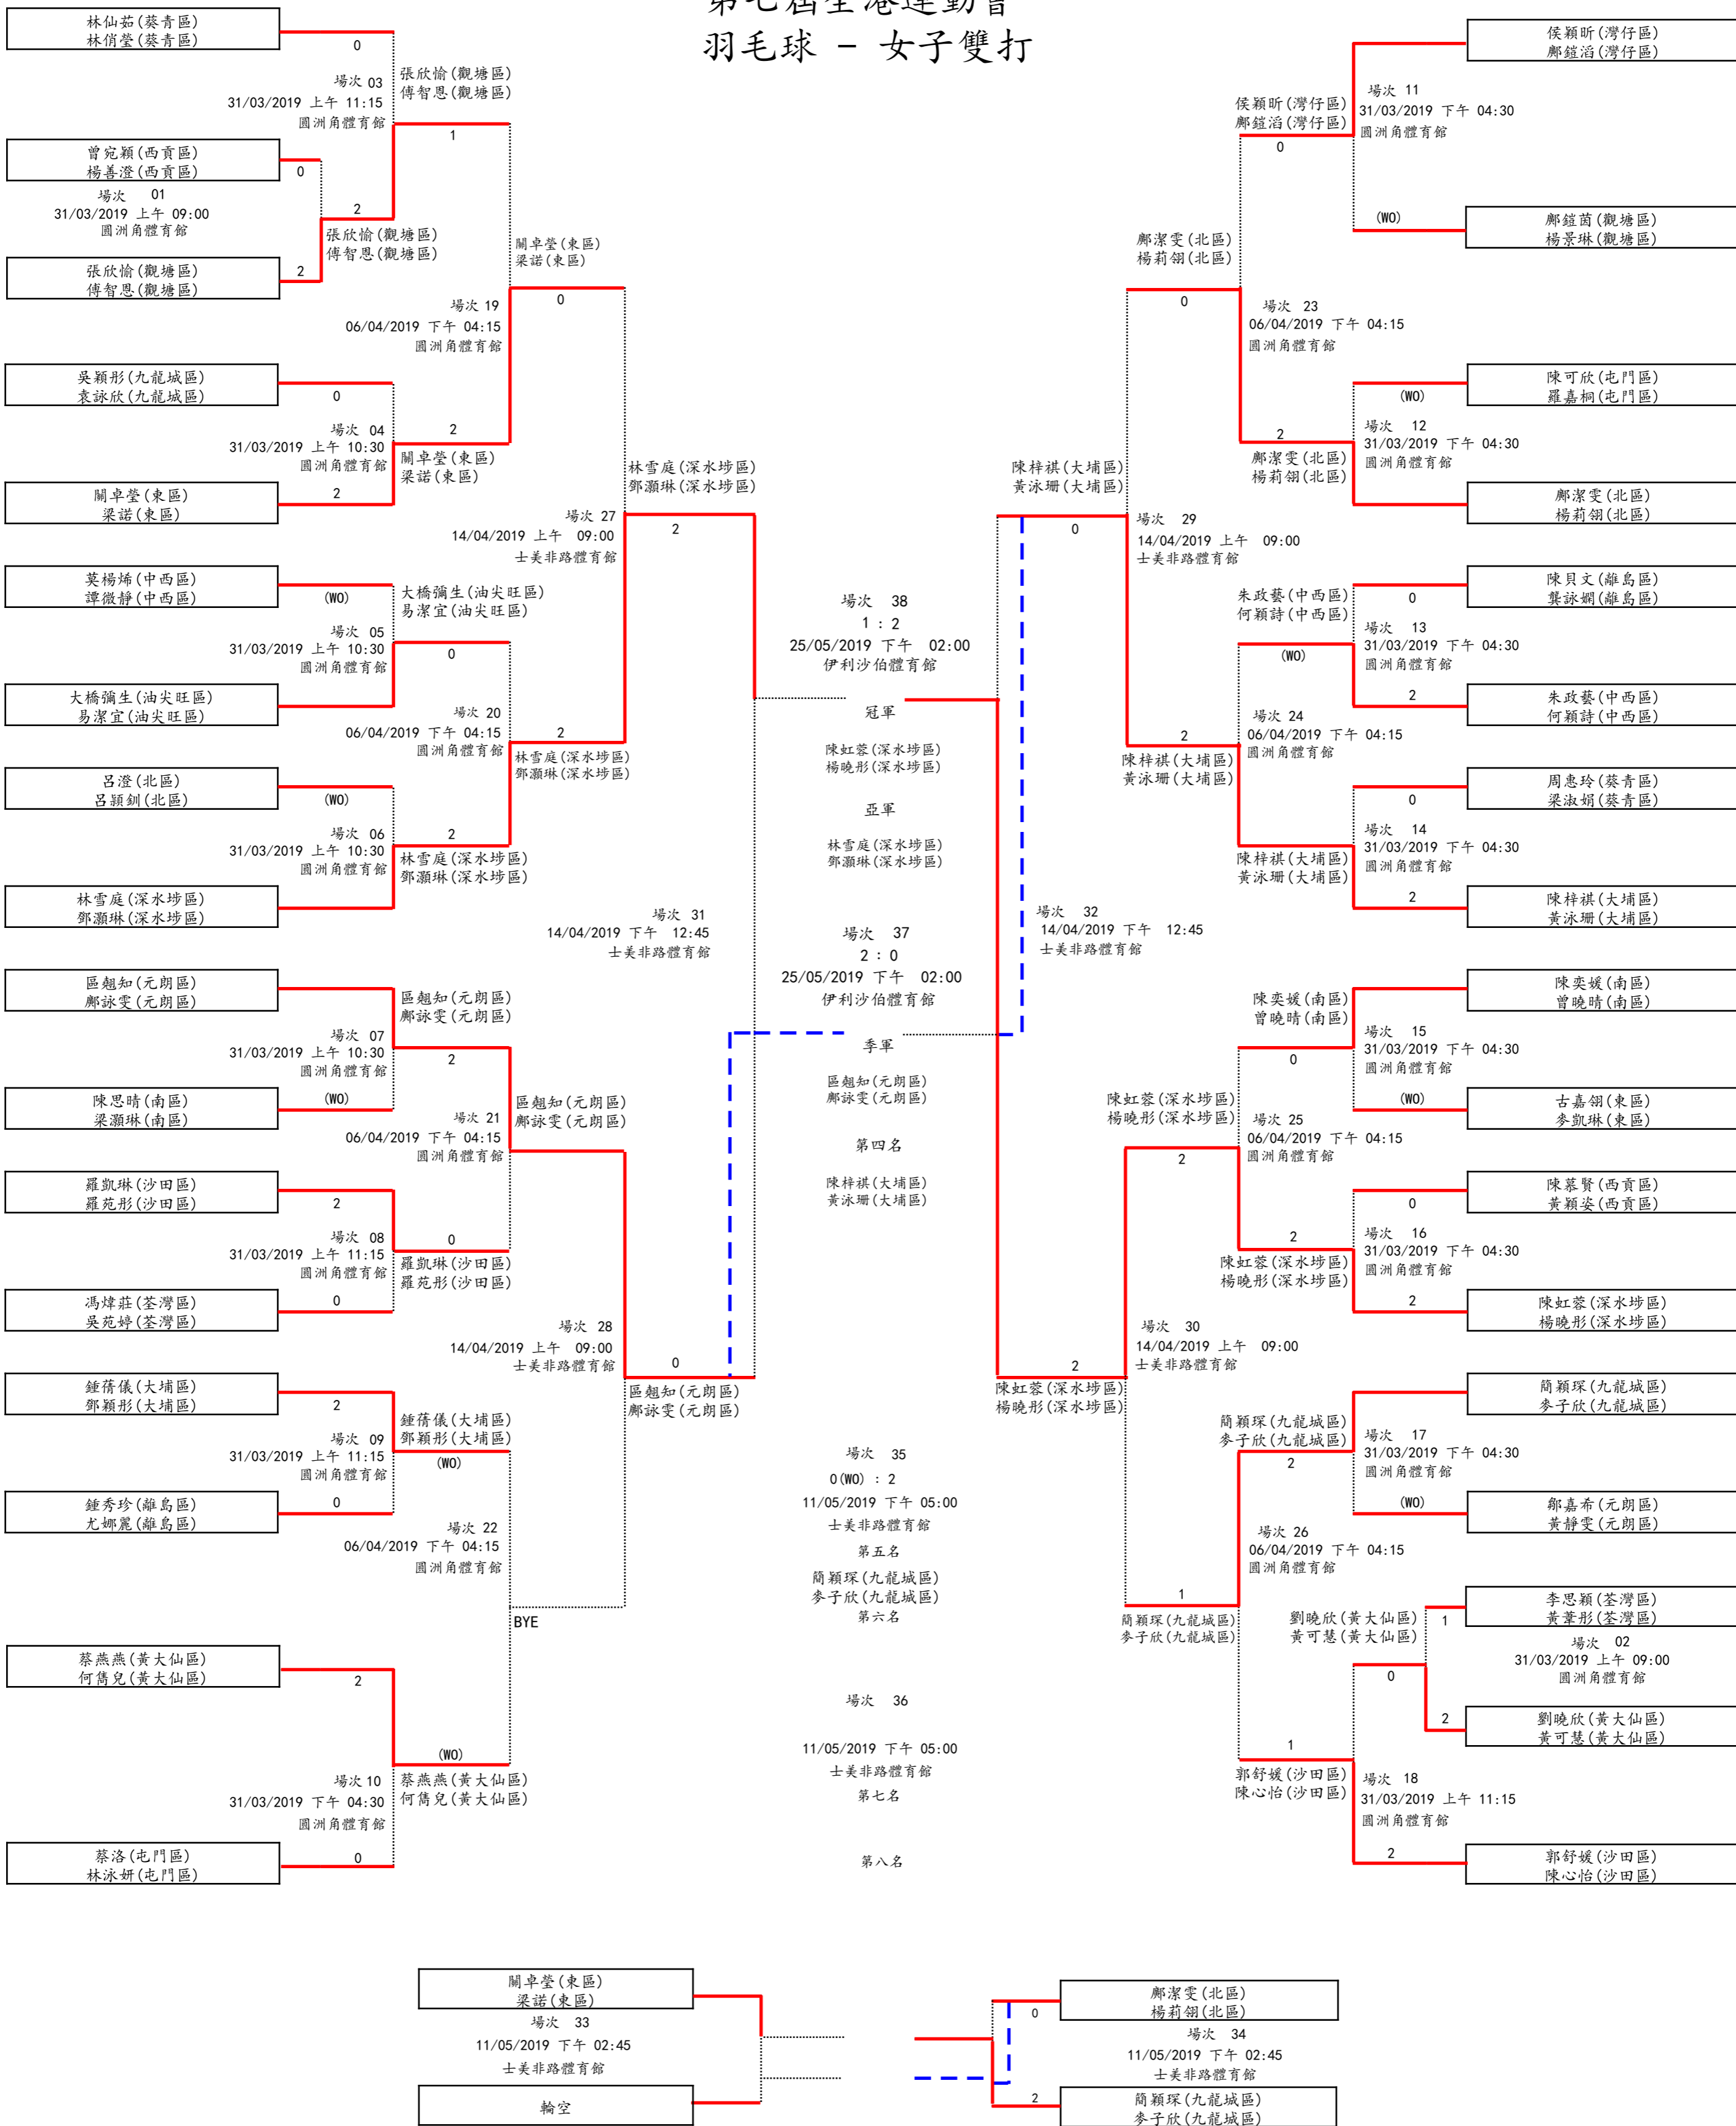 第七屆全港運動會
羽毛球 - 女子雙打
林仙茹(葵青區)
林俏瑩(葵青區)
0
場次 03
31/03/2019 上午 11:15
圓洲角體育館
張欣愉(觀塘區)
傅智恩(觀塘區)
1
曾宛穎(西貢區)
楊善澄(西貢區)
0
場次 01
31/03/2019 上午 09:00
圓洲角體育館
2
張欣愉(觀塘區)
傅智恩(觀塘區)
張欣愉(觀塘區)
傅智恩(觀塘區)
2
關卓瑩(東區)
梁諾(東區)
0
場次 19
06/04/2019 下午 04:15
圓洲角體育館
吳穎彤(九龍城區)
袁詠欣(九龍城區)
0
場次 04
31/03/2019 上午 10:30
圓洲角體育館
2
關卓瑩(東區)
梁諾(東區)
關卓瑩(東區)
梁諾(東區)
2
林雪庭(深水埗區)
鄧灝琳(深水埗區)
2
場次 27
14/04/2019 上午 09:00
士美非路體育館
莫楊烯(中西區)
譚微靜(中西區)
(WO)
場次 05
31/03/2019 上午 10:30
圓洲角體育館
大橋彌生(油尖旺區)
易潔宜(油尖旺區)
0
大橋彌生(油尖旺區)
易潔宜(油尖旺區)
場次 20
06/04/2019 下午 04:15
圓洲角體育館
2
林雪庭(深水埗區)
鄧灝琳(深水埗區)
呂澄(北區)
呂頴釧(北區)
(WO)
場次 06
31/03/2019 上午 10:30
圓洲角體育館
2
林雪庭(深水埗區)
鄧灝琳(深水埗區)
林雪庭(深水埗區)
鄧灝琳(深水埗區)
場次 31
14/04/2019 下午 12:45
士美非路體育館
區翹知(元朗區)
鄺詠雯(元朗區)
區翹知(元朗區)
鄺詠雯(元朗區)
場次 07
31/03/2019 上午 10:30
圓洲角體育館
2
陳思晴(南區)
梁灝琳(南區)
(WO)
場次 21
06/04/2019 下午 04:15
圓洲角體育館
區翹知(元朗區)
鄺詠雯(元朗區)
羅凱琳(沙田區)
羅苑彤(沙田區)
2
場次 08
31/03/2019 上午 11:15
圓洲角體育館
0
羅凱琳(沙田區)
羅苑彤(沙田區)
馮煒莊(荃灣區)
吳苑婷(荃灣區)
0
場次 28
14/04/2019 上午 09:00
士美非路體育館
0
區翹知(元朗區)
鄺詠雯(元朗區)
鍾蒨儀(大埔區)
鄧穎彤(大埔區)
2
場次 09
31/03/2019 上午 11:15
圓洲角體育館
鍾蒨儀(大埔區)
鄧穎彤(大埔區)
(WO)
鍾秀珍(離島區)
尤娜麗(離島區)
0
場次 22
06/04/2019 下午 04:15
圓洲角體育館
BYE
蔡燕燕(黃大仙區)
何雋兒(黃大仙區)
2
(WO)
蔡燕燕(黃大仙區)
何雋兒(黃大仙區)
場次 10
31/03/2019 下午 04:30
圓洲角體育館
蔡洛(屯門區)
林泳妍(屯門區)
0
場次 38
1 : 2
25/05/2019 下午 02:00
伊利沙伯體育館
冠軍
陳虹蓉(深水埗區)
楊曉彤(深水埗區)
亞軍
林雪庭(深水埗區)
鄧灝琳(深水埗區)
場次 37
2 : 0
25/05/2019 下午 02:00
伊利沙伯體育館
季軍
區翹知(元朗區)
鄺詠雯(元朗區)
第四名
陳梓祺(大埔區)
黃泳珊(大埔區)
場次 35
0(WO) : 2
11/05/2019 下午 05:00
士美非路體育館
第五名
簡穎琛(九龍城區)
麥子欣(九龍城區)
第六名
場次 36
11/05/2019 下午 05:00
士美非路體育館
第七名
第八名
侯穎昕(灣仔區)
鄺鎧滔(灣仔區)
侯穎昕(灣仔區)
鄺鎧滔(灣仔區)
0
場次 11
31/03/2019 下午 04:30
圓洲角體育館
(WO)
鄺鎧茵(觀塘區)
楊景琳(觀塘區)
鄺潔雯(北區)
楊莉翎(北區)
0
場次 23
06/04/2019 下午 04:15
圓洲角體育館
陳可欣(屯門區)
羅嘉桐(屯門區)
(WO)
場次 12
31/03/2019 下午 04:30
圓洲角體育館
2
鄺潔雯(北區)
楊莉翎(北區)
鄺潔雯(北區)
楊莉翎(北區)
陳梓祺(大埔區)
黃泳珊(大埔區)
0
場次 29
14/04/2019 上午 09:00
士美非路體育館
陳貝文(離島區)
龔詠嫻(離島區)
0
朱政藝(中西區)
何穎詩(中西區)
(WO)
場次 13
31/03/2019 下午 04:30
圓洲角體育館
2
朱政藝(中西區)
何穎詩(中西區)
場次 24
06/04/2019 下午 04:15
圓洲角體育館
2
陳梓祺(大埔區)
黃泳珊(大埔區)
周惠玲(葵青區)
梁淑娟(葵青區)
0
場次 14
31/03/2019 下午 04:30
圓洲角體育館
陳梓祺(大埔區)
黃泳珊(大埔區)
2
陳梓祺(大埔區)
黃泳珊(大埔區)
場次 32
14/04/2019 下午 12:45
士美非路體育館
陳奕媛(南區)
曾曉晴(南區)
陳奕媛(南區)
曾曉晴(南區)
0
場次 15
31/03/2019 下午 04:30
圓洲角體育館
(WO)
古嘉翎(東區)
麥凱琳(東區)
陳虹蓉(深水埗區)
楊曉彤(深水埗區)
2
場次 25
06/04/2019 下午 04:15
圓洲角體育館
陳慕賢(西貢區)
黃穎姿(西貢區)
0
場次 16
31/03/2019 下午 04:30
圓洲角體育館
2
陳虹蓉(深水埗區)
楊曉彤(深水埗區)
2
陳虹蓉(深水埗區)
楊曉彤(深水埗區)
場次 30
14/04/2019 上午 09:00
士美非路體育館
2
陳虹蓉(深水埗區)
楊曉彤(深水埗區)
簡穎琛(九龍城區)
麥子欣(九龍城區)
簡穎琛(九龍城區)
麥子欣(九龍城區)
2
場次 17
31/03/2019 下午 04:30
圓洲角體育館
(WO)
鄒嘉希(元朗區)
黃靜雯(元朗區)
場次 26
06/04/2019 下午 04:15
圓洲角體育館
1
簡穎琛(九龍城區)
麥子欣(九龍城區)
李思穎(荃灣區)
黃葦彤(荃灣區)
1
場次 02
31/03/2019 上午 09:00
圓洲角體育館
劉曉欣(黃大仙區)
黃可慧(黃大仙區)
0
2
劉曉欣(黃大仙區)
黃可慧(黃大仙區)
1
郭舒媛(沙田區)
陳心怡(沙田區)
場次 18
31/03/2019 上午 11:15
圓洲角體育館
2
郭舒媛(沙田區)
陳心怡(沙田區)
關卓瑩(東區)
梁諾(東區)
場次 33
11/05/2019 下午 02:45
士美非路體育館
輪空
鄺潔雯(北區)
楊莉翎(北區)
0
場次 34
11/05/2019 下午 02:45
士美非路體育館
2
簡穎琛(九龍城區)
麥子欣(九龍城區)